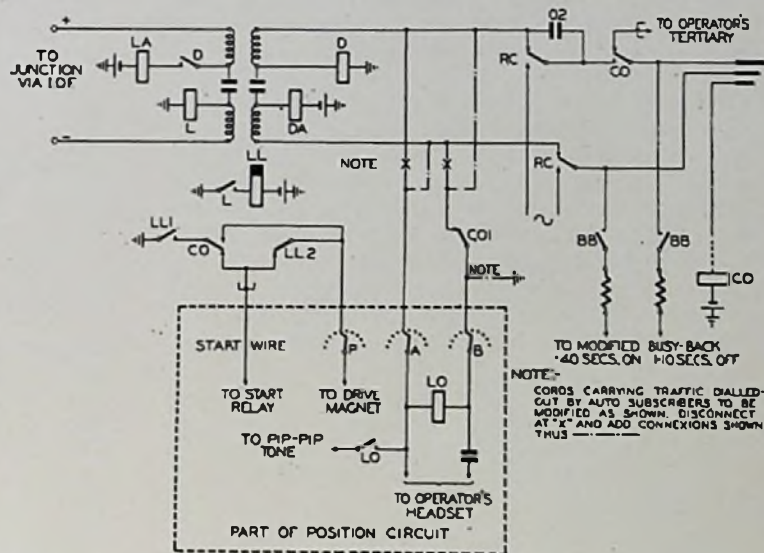 +
LA
D
TO
JUNCTION
VIA IDF
L
-
D
DA
O2
RC
CO
TO OPERATOR'S
TERTIARY
LL
L
NOTE
RC
LL1
CO
LL2
CO1
NOTE
BB
BB
CO
START WIRE
P
A
B
TO START
RELAY
TO DRIVE
MAGNET
LO
TO PIP-PIP
TONE
LO
TO OPERATOR'S
HEADSET
PART OF POSITION CIRCUIT
TO MODIFIED BUSY-BACK
·40 SECS. ON 1·10 SECS. OFF
NOTE:-
CORDS CARRYING TRAFFIC DIALLED-
OUT BY AUTO SUBSCRIBERS TO BE
MODIFIED AS SHOWN. DISCONNECT
AT "X" AND ADD CONNEXIONS SHOWN
THUS